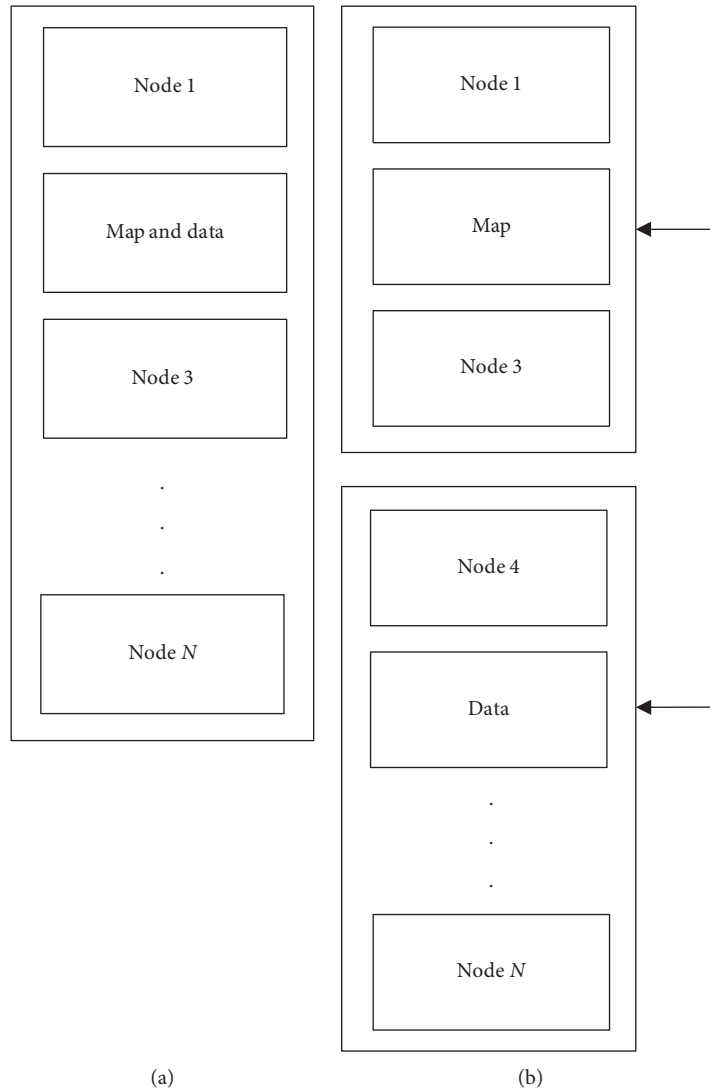 Node 1
Map and data
Node 3
.
.
.
Node N
(a)
Node 1
Map
Node 3
Node 4
Data
.
.
.
Node N
(b)